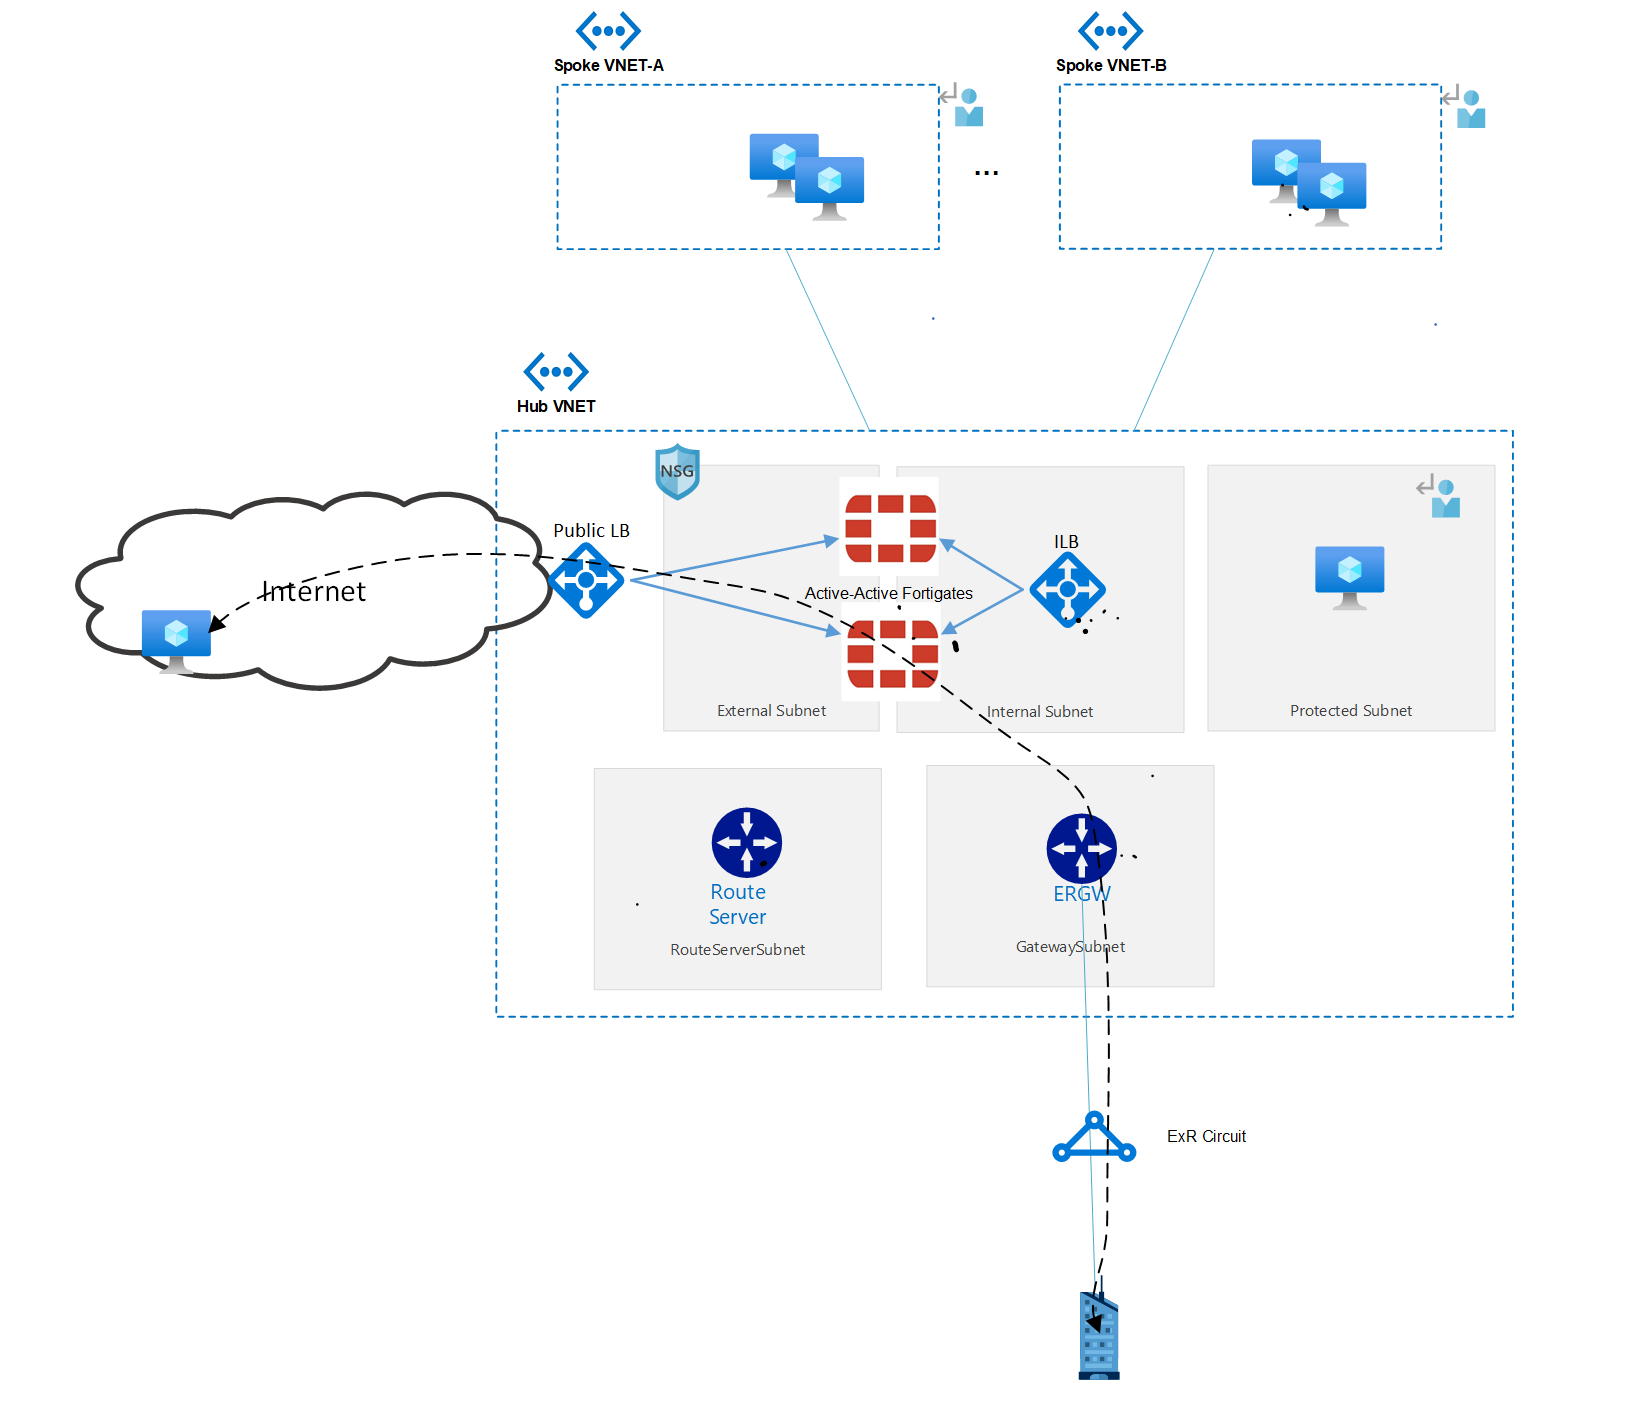 Spoke VNET-A
Spoke VNET-B
...
Hub VNET
NSG
Public LB
ILB
Internet
Active-Active Fortigates
External Subnet
Internal Subnet
Protected Subnet
Route
Server
ERGW
RouteServerSubnet
GatewaySubnet
ExR Circuit